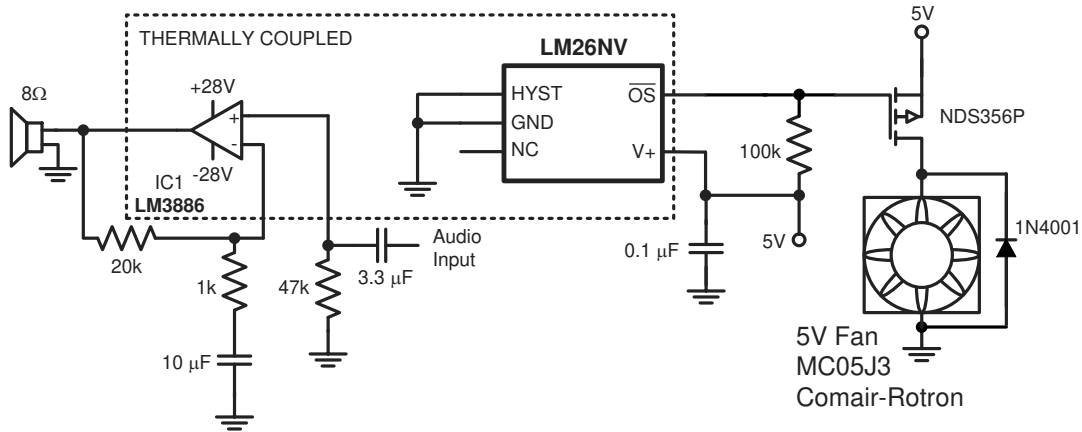 THERMALLY COUPLED
LM26NV
5V
8Ω
+28V
+
-
-28V
IC1
LM3886
HYST
GND
NC
OS
V+
NDS356P
100k
20k
1k
10 μF
47k
3.3 μF
Audio
Input
0.1 μF
5V
1N4001
5V Fan
MC05J3
Comair-Rotron